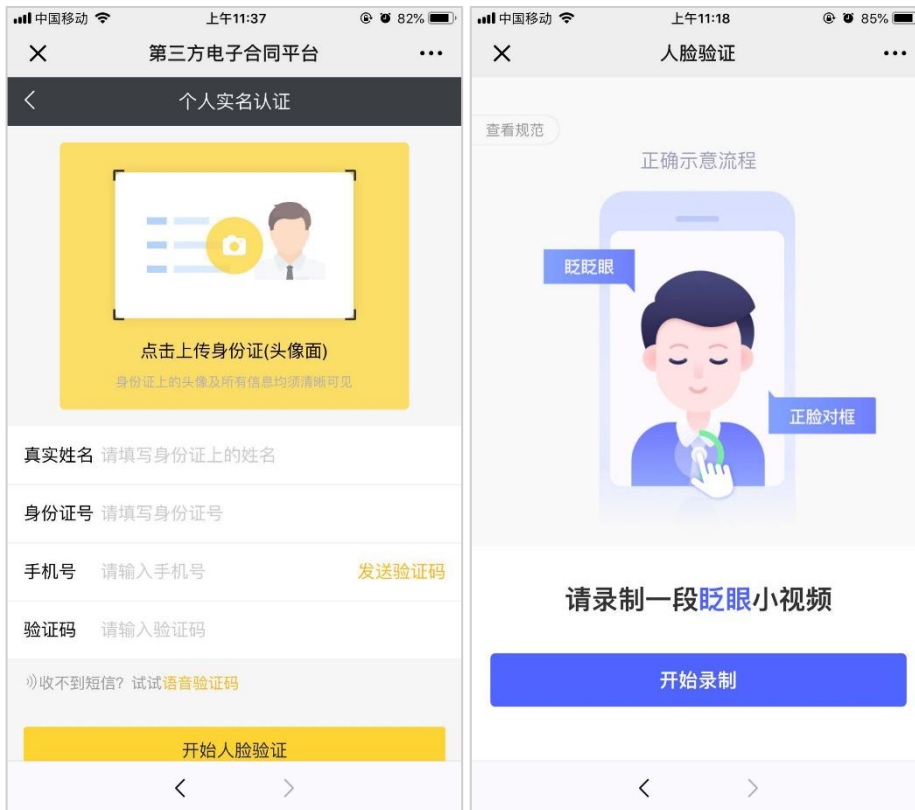 中国移动 上午11:37 82%
第三方电子合同平台
个人实名认证
点击上传身份证(头像面)
身份证上的头像及所有信息均须清晰可见
真实姓名 请填写身份证上的姓名
身份证号 请填写身份证号
手机号 请输入手机号 发送验证码
验证码 请输入验证码
收不到短信？试试语音验证码
开始人脸验证
中国移动 上午11:18 85%
人脸验证
查看规范
正确示意流程
眨眨眼
正脸对框
请录制一段眨眼小视频
开始录制